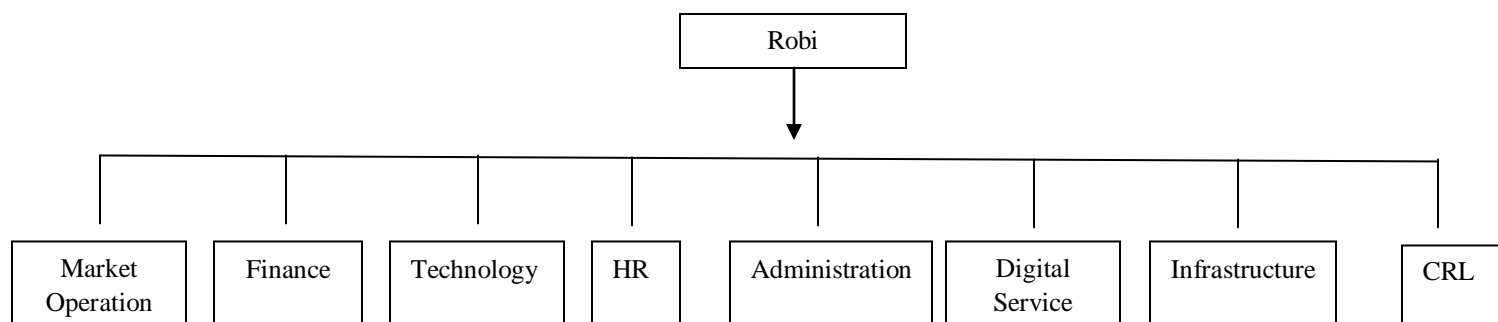 Robi
Market
Operation
Finance
Technology
HR
Administration
Digital
Service
Infrastructure
CRL